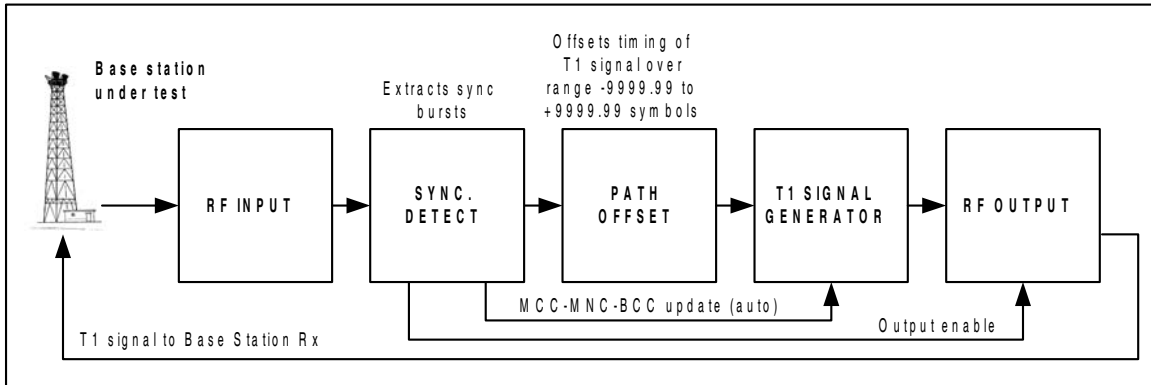 Base station
under test
Extracts sync
bursts
Offsets timing of
T1 signal over
range -9999.99 to
+9999.99 symbols
RF INPUT
SYNC.
DETECT
PATH
OFFSET
T1 SIGNAL
GENERATOR
RF OUTPUT
MCC-MNC-BCC update (auto)
Output enable
T1 signal to Base Station Rx